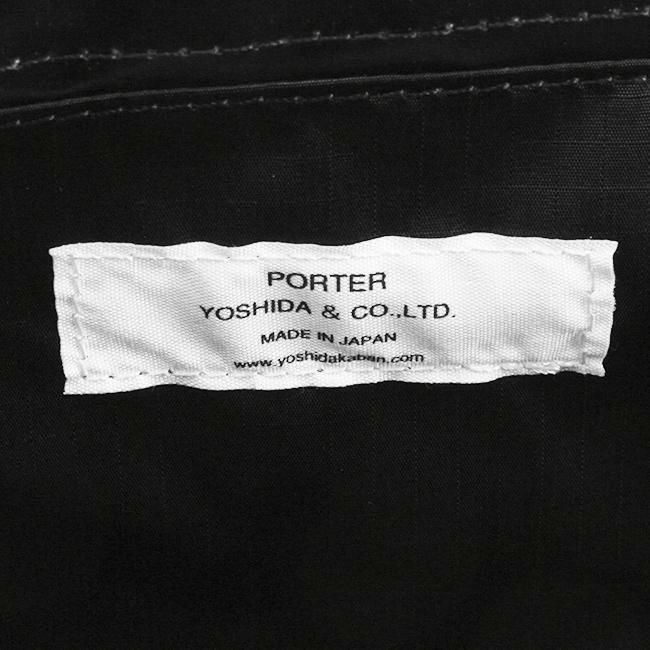 PORTER
YOSHIDA & CO.,LTD.
MADE IN JAPAN
www.yoshidakaban.com